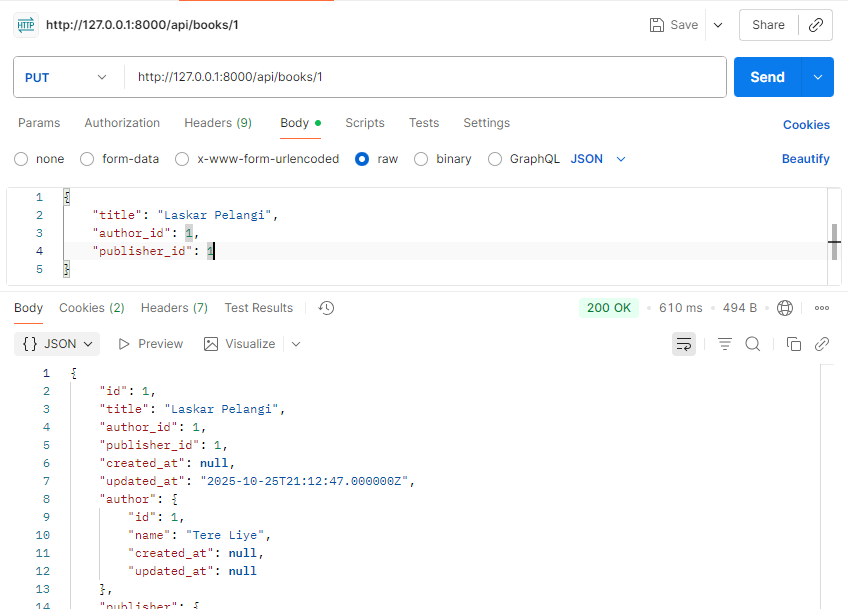 HTTP http://127.0.0.1:8000/api/books/1 Save Share
PUT http://127.0.0.1:8000/api/books/1 Send
Params Authorization Headers (9) Body Scripts Tests Settings Cookies
none form-data x-www-form-urlencoded raw binary GraphQL JSON Beautify
1 {
2 "title": "Laskar Pelangi",
3 "author_id": 1,
4 "publisher_id": 1
5 }
Body Cookies (2) Headers (7) Test Results 200 OK • 610 ms • 494 B •
{} JSON Preview Visualize
1 {
2 "id": 1,
3 "title": "Laskar Pelangi",
4 "author_id": 1,
5 "publisher_id": 1,
6 "created_at": null,
7 "updated_at": "2025-10-25T21:12:47.000000Z",
8 "author": {
9 "id": 1,
10 "name": "Tere Liye",
11 "created_at": null,
12 "updated_at": null
13 },
14 "publisher": {